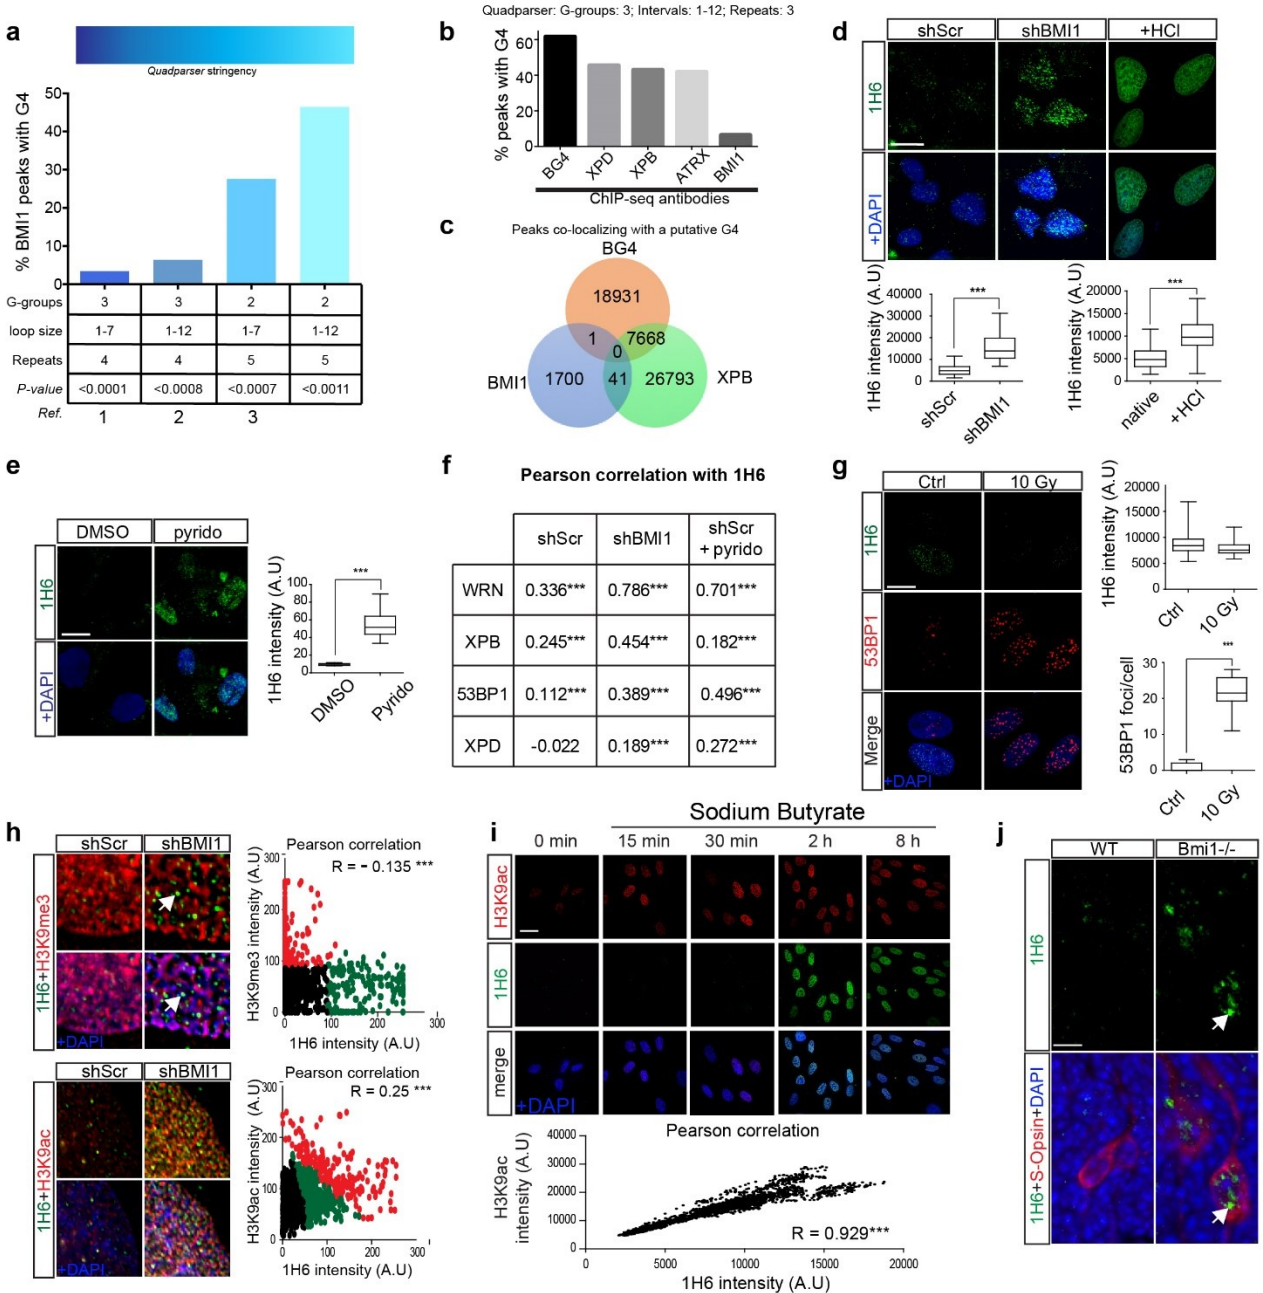 a
Quadparser stringency
% BMI1 peaks with G4
50
40
30
20
10
0
G-groups 3 3 2 2
loop size 1-7 1-12 1-7 1-12
Repeats 4 4 5 5
P-value <0.0001 <0.0008 <0.0007 <0.0011
Ref. 1 2 3
Quadparser: G-groups: 3; Intervals: 1-12; Repeats: 3
b
% peaks with G4
60
40
20
0
BG4 XPD XPB ATRX BMI1
ChIP-seq antibodies
c
Peaks co-localizing with a putative G4
BG4
18931
1 7668
0
BMI1 1700 41 26793 XPB
d
shScr shBMI1 +HCl
1H6
+DAPI
1H6 intensity (A.U)
40000
30000
20000
10000
0
***
shScr shBMI1
1H6 intensity (A.U)
20000
15000
10000
5000
0
***
native +HCl
e
DMSO pyrido
1H6
+DAPI
1H6 intensity (A.U)
100
80
60
40
20
0
***
DMSO Pyrido
f
Pearson correlation with 1H6
shScr shBMI1 shScr
+ pyrido
WRN 0.336*** 0.786*** 0.701***
XPB 0.245*** 0.454*** 0.182***
53BP1 0.112*** 0.389*** 0.496***
XPD -0.022 0.189*** 0.272***
g
Ctrl 10 Gy
1H6
53BP1
Merge
+DAPI
1H6 intensity (A.U)
20000
15000
10000
5000
0
Ctrl 10 Gy
53BP1 foci/cell
30
20
10
0
***
Ctrl 10 Gy
h
shScr shBMI1
1H6+H3K9me3
+DAPI
Pearson correlation
R = - 0.135 ***
H3K9me3 intensity (A.U)
300
200
100
0
0 100 200 300
1H6 intensity (A.U)
shScr shBMI1
1H6+H3K9ac
+DAPI
Pearson correlation
R = 0.25 ***
H3K9ac intensity (A.U)
300
200
100
0
0 100 200 300
1H6 intensity (A.U)
i
Sodium Butyrate
0 min 15 min 30 min 2 h 8 h
H3K9ac
1H6
merge
+DAPI
Pearson correlation
H3K9ac
intensity (A.U)
40000
30000
20000
10000
0
R = 0.929***
0 5000 10000 15000 20000
1H6 intensity (A.U)
j
WT Bmi1-/-
1H6
1H6+S-Opsin+DAPI